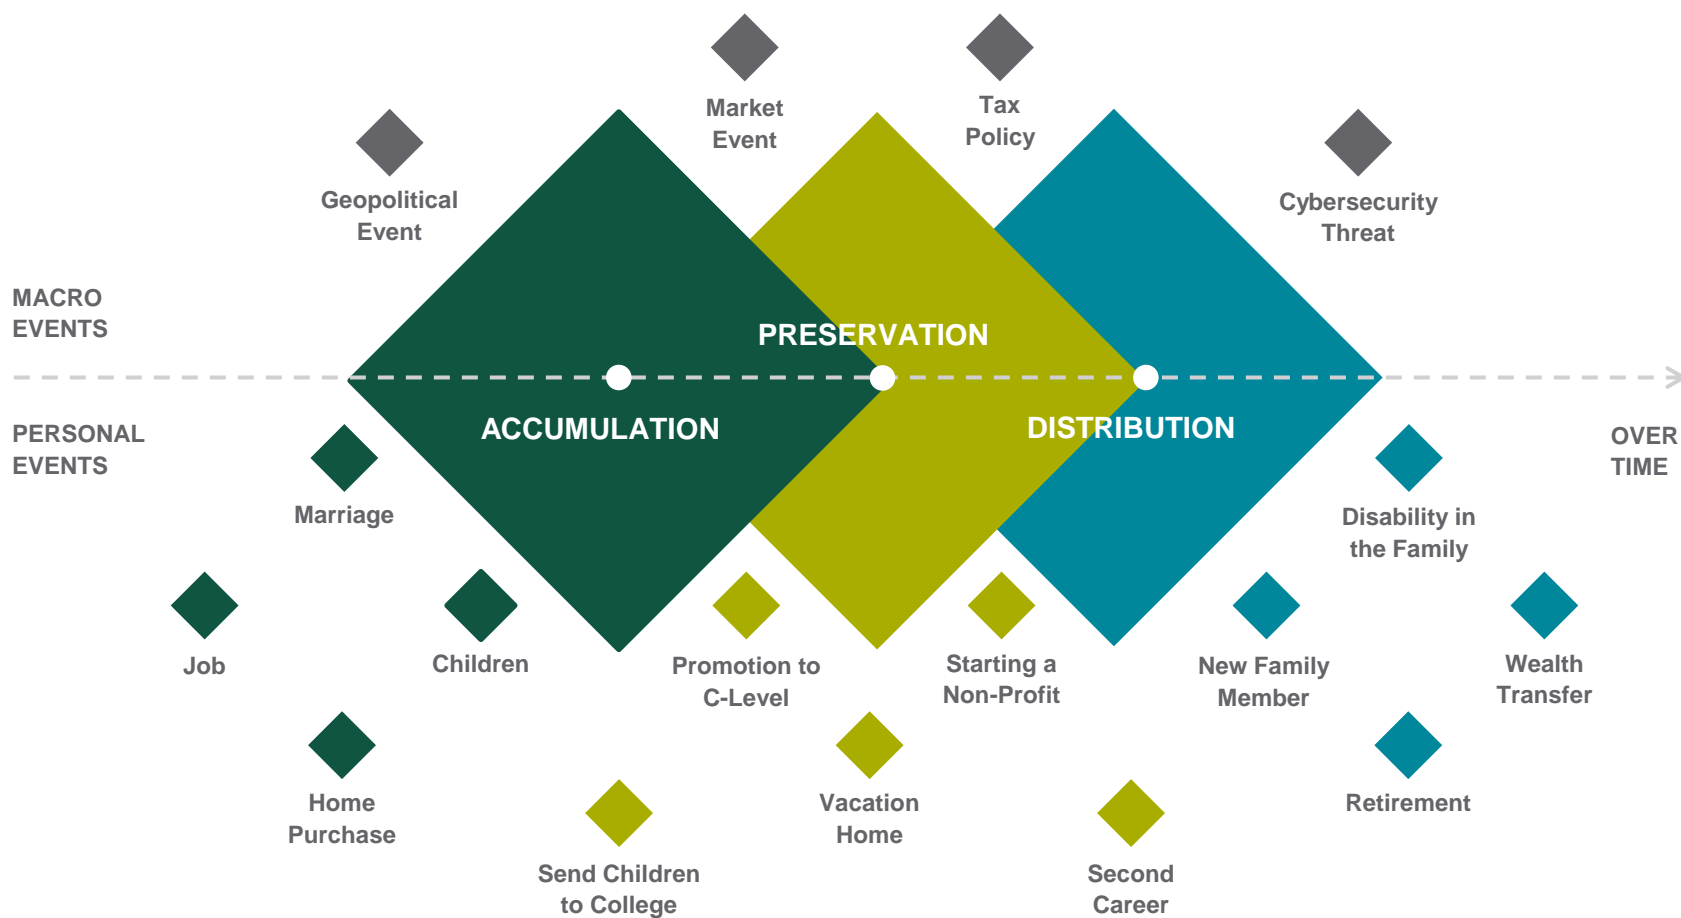 Market
Event
Tax
Policy
Geopolitical
Event
Cybersecurity
Threat
MACRO
EVENTS
PRESERVATION
ACCUMULATION
DISTRIBUTION
PERSONAL
EVENTS
OVER
TIME
Marriage
Disability in
the Family
Job
Children
Promotion to
C-Level
Starting a
Non-Profit
New Family
Member
Wealth
Transfer
Home
Purchase
Vacation
Home
Retirement
Send Children
to College
Second
Career